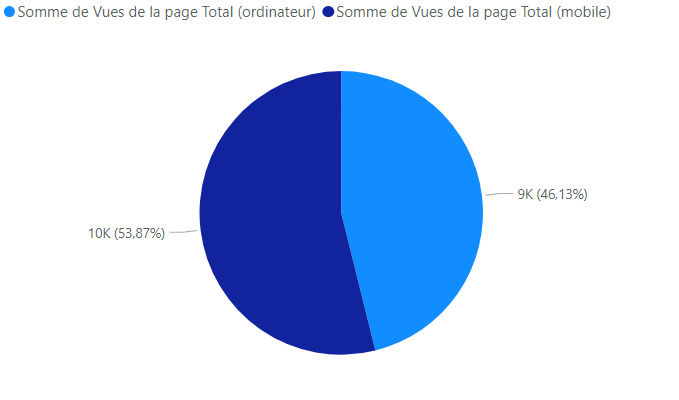 Somme de Vues de la page Total (ordinateur) Somme de Vues de la page Total (mobile)
9K (46,13%)
10K (53,87%)